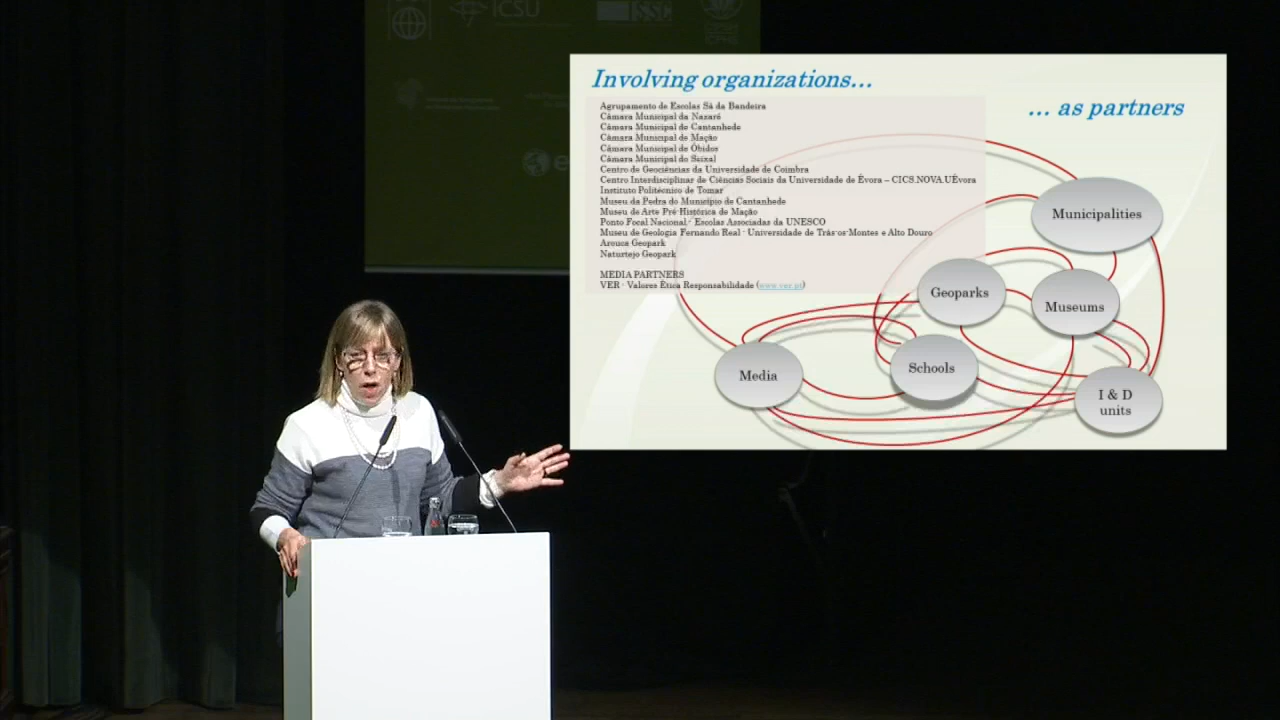 ICSU
ISSC
Involving organizations...
... as partners
Agrupamento de Escolas Sá da Bandeira
Câmara Municipal da Nazaré
Câmara Municipal de Cantanhede
Câmara Municipal de Mação
Câmara Municipal de Óbidos
Câmara Municipal do Seixal
Centro de Geociências da Universidade de Coimbra
Centro Interdisciplinar de Ciências Sociais da Universidade de Évora – CICS.NOVA.UÉvora
Instituto Politécnico de Tomar
Museu da Pedra do Município de Cantanhede
Museu de Arte Pré-Histórica de Mação
Ponto Focal Nacional - Escolas Associadas da UNESCO
Museu de Geologia Fernando Real - Universidade de Trás-os-Montes e Alto Douro
Arouca Geopark
Naturtejo Geopark
MEDIA PARTNERS
VER - Valores Ética Responsabilidade (www.ver.pt)
Municipalities
Geoparks
Museums
Schools
Media
I & D
units